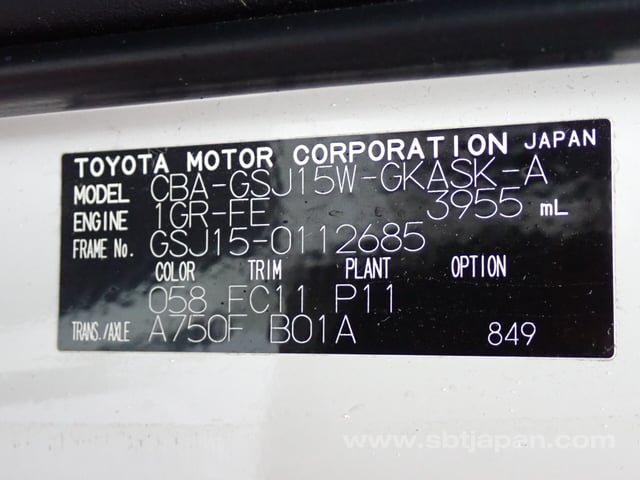 TOYOTA MOTOR CORPORATION JAPAN
MODEL CBA-GSJ15W-GKASK-A
ENGINE 1GR-FE 3955 mL
FRAME No. GSJ15-0112685
COLOR TRIM PLANT OPTION
058 FC11 P11
TRANS./AXLE A750F B01A 849
www.sbtjapan.com